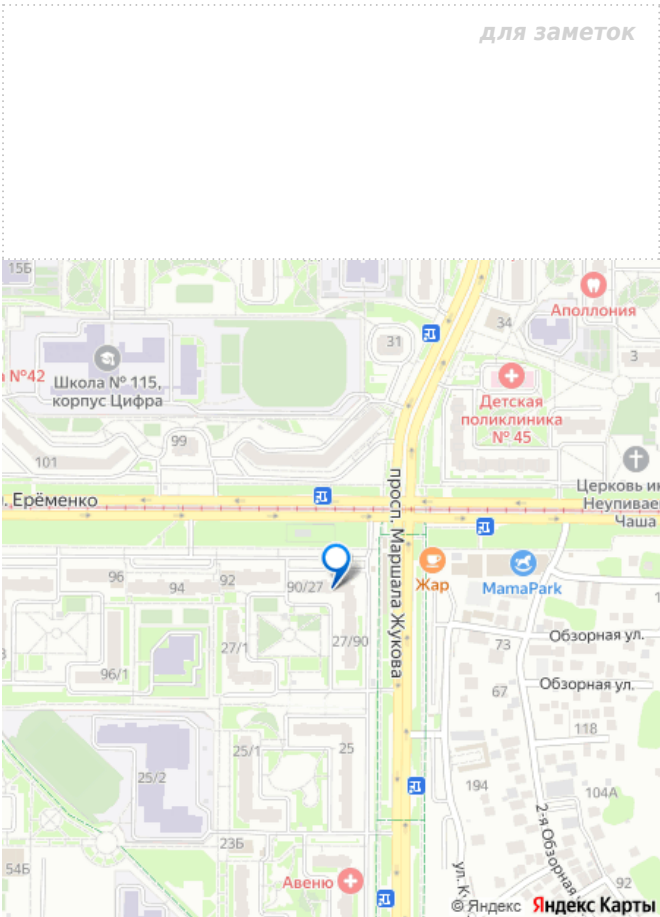 для заметок
15Б
Аполлония
34
31
3
а №42
Школа № 115,
корпус Цифра
Детская
поликлиника
№ 45
99
101
Церковь ик
Неупивае
Чаша
. Ерёменко
просп. Маршала Жукова
96
94
92
90/27
Жар
MamaPark
27/1
27/90
96/1
73
Обзорная ул.
67
Обзорная ул.
118
25/1
25
25/2
194
104А
23Б
54Б
2-я Обзорная
ул. К
92
Авеню
© Яндекс Яндекс Карты